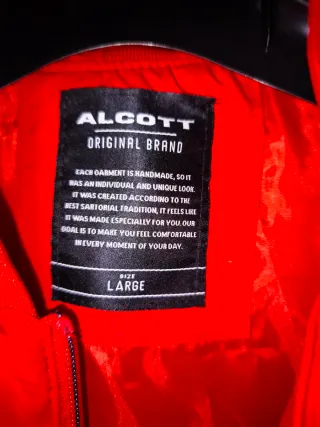 ALCOTT
ORIGINAL BRAND
EACH GARMENT IS HANDMADE, SO IT
HAS AN INDIVIDUAL AND UNIQUE LOOK.
IT WAS CREATED ACCORDING TO THE
BEST SARTORIAL TRADITION, IT FEELS LIKE
IT WAS MADE ESPECIALLY FOR YOU. OUR
GOAL IS TO MAKE YOU FEEL COMFORTABLE
IN EVERY MOMENT OF YOUR DAY.
SIZE
LARGE